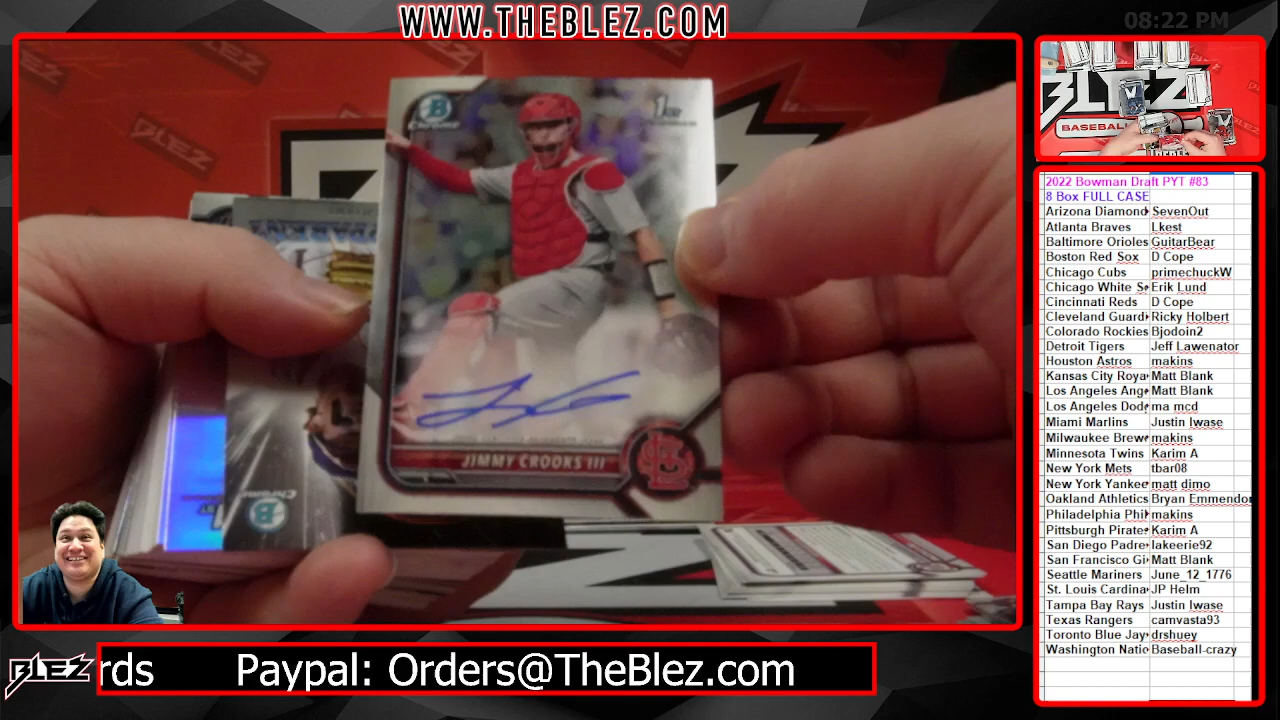 WWW.THEBLEZ.COM
08:22 PM
BLEZ
Chrome
1ST
JIMMY CROOKS III
Chrome
BLEZ
BASEBALL
2022 Bowman Draft PYT #83
8 Box FULL CASE
Arizona Diamond SevenOut
Atlanta Braves Lkest
Baltimore Orioles GuitarBear
Boston Red Sox D Cope
Chicago Cubs primechuckW
Chicago White S Erik Lund
Cincinnati Reds D Cope
Cleveland Guard Ricky Holbert
Colorado Rockies Bjodoin2
Detroit Tigers Jeff Lawenator
Houston Astros makins
Kansas City Roya Matt Blank
Los Angeles Ang Matt Blank
Los Angeles Dod ma mcd
Miami Marlins Justin Iwase
Milwaukee Brew makins
Minnesota Twins Karim A
New York Mets tbar08
New York Yankee matt dimo
Oakland Athletics Bryan Emmendor
Philadelphia Phi makins
Pittsburgh Pirate Karim A
San Diego Padre lakeerie92
San Francisco Gi Matt Blank
Seattle Mariners June_12_1776
St. Louis Cardina JP Helm
Tampa Bay Rays Justin Iwase
Texas Rangers camvasta93
Toronto Blue Jay drshuey
Washington Natio Baseball-crazy
BLEZ rds Paypal: Orders@TheBlez.com